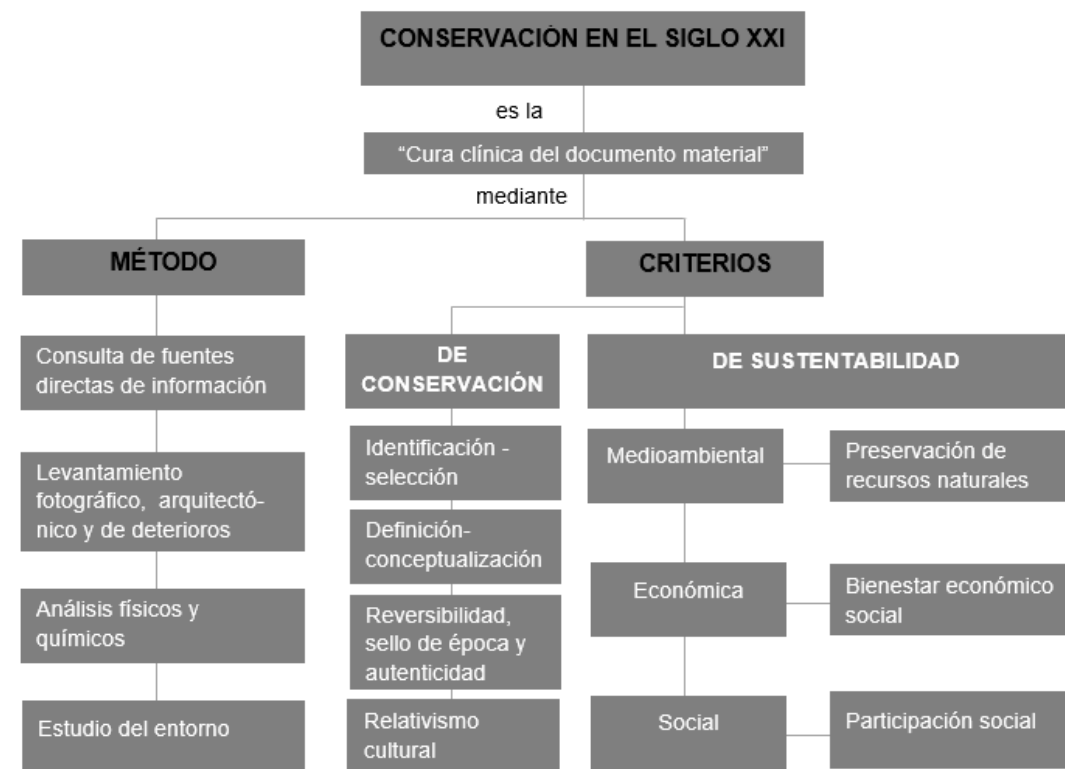 CONSERVACIÓN EN EL SIGLO XXI
es la
“Cura clínica del documento material”
mediante
MÉTODO
Consulta de fuentes
directas de información
Levantamiento
fotográfico, arquitectó-
nico y de deterioros
Análisis físicos y
químicos
Estudio del entorno
CRITERIOS
DE
CONSERVACIÓN
Identificación -
selección
Definición-
conceptualización
Reversibilidad,
sello de época y
autenticidad
Relativismo
cultural
DE SUSTENTABILIDAD
Medioambiental
Preservación de
recursos naturales
Económica
Bienestar económico
social
Social
Participación social